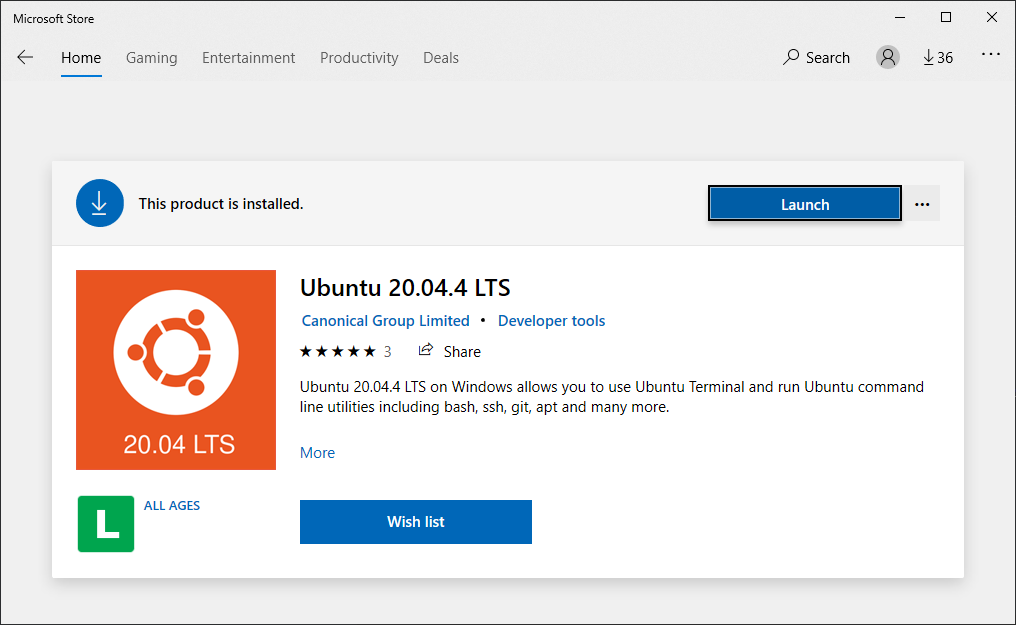 Microsoft Store
Home Gaming Entertainment Productivity Deals Search 36
This product is installed. Launch
Ubuntu 20.04.4 LTS
Canonical Group Limited • Developer tools
★★★★★ 3 Share
Ubuntu 20.04.4 LTS on Windows allows you to use Ubuntu Terminal and run Ubuntu command
line utilities including bash, ssh, git, apt and many more.
20.04 LTS
More
L ALL AGES
Wish list